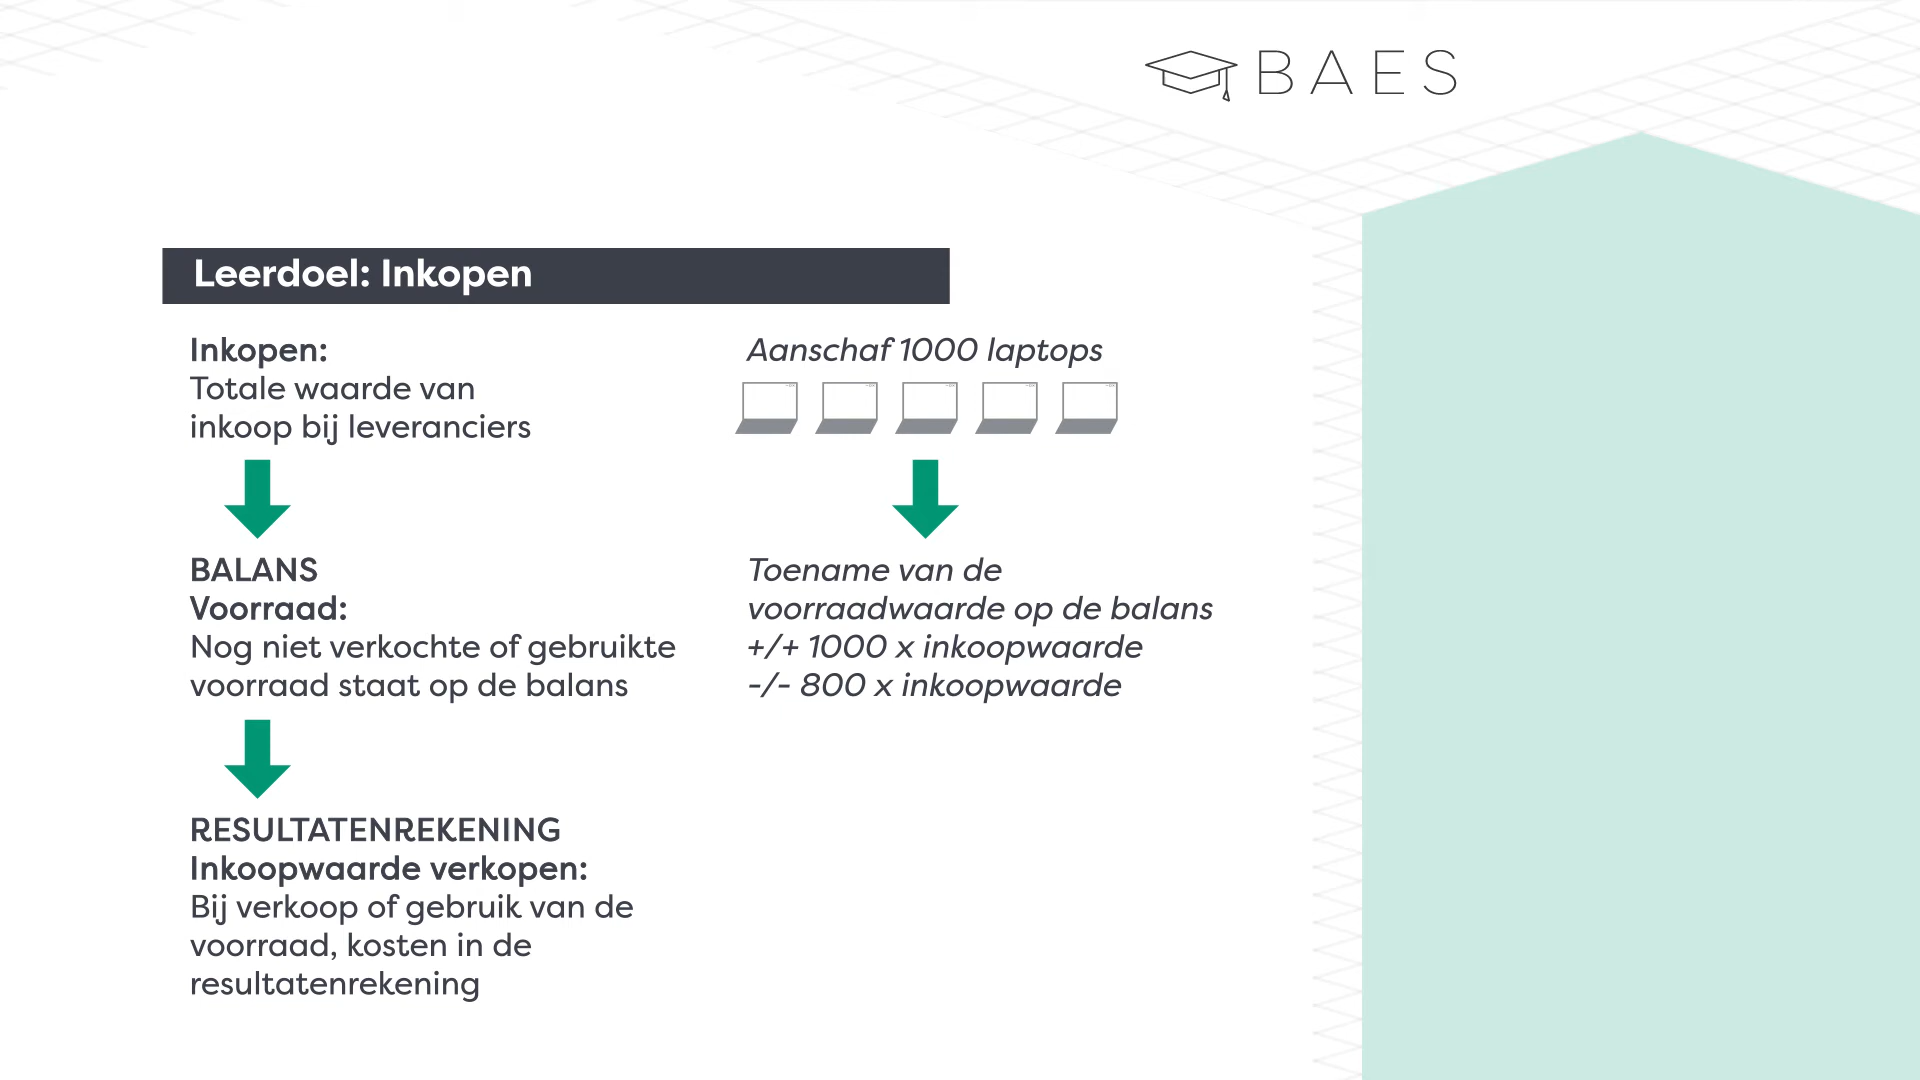 BAES
Leerdoel: Inkopen
Inkopen:
Totale waarde van
inkoop bij leveranciers
Aanschaf 1000 laptops
BALANS
Voorraad:
Nog niet verkochte of gebruikte
voorraad staat op de balans
Toename van de
voorraadwaarde op de balans
+/+ 1000 x inkoopwaarde
-/- 800 x inkoopwaarde
RESULTATENREKENING
Inkoopwaarde verkopen:
Bij verkoop of gebruik van de
voorraad, kosten in de
resultatenrekening